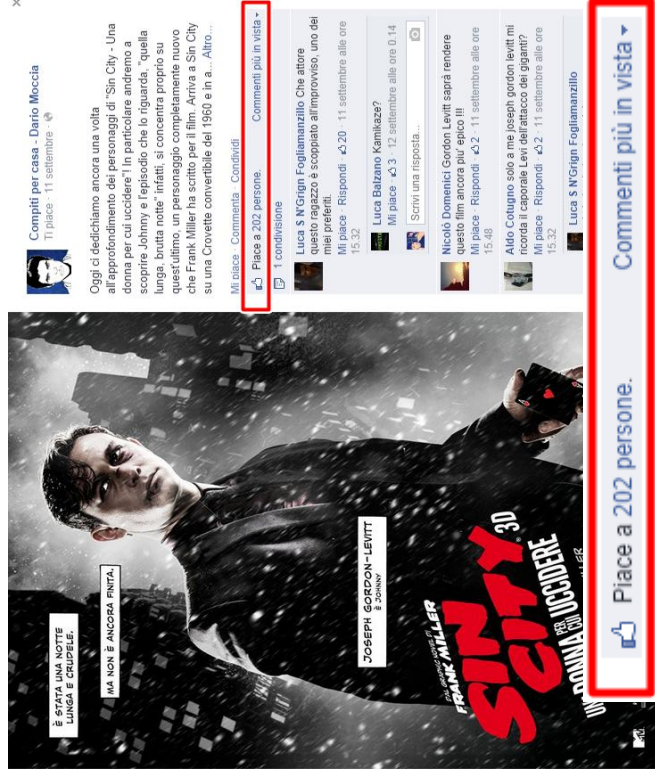 È STATA UNA NOTTE
LUNGA E CRUDELE.
MA NON È ANCORA FINITA.
JOSEPH GORDON-LEVITT
È JOHNNY
DAL GRAPHIC NOVEL DI
FRANK MILLER
SIN
CITY 3D
UNA DONNA PER CUI UCCIDERE
Compiti per casa - Dario Moccia
Ti piace · 11 settembre ·
Oggi di dedichiamo ancora una volta
all'approfondimento dei personaggi di "Sin City - Una
donna per cui uccidere"! In particolare andremo a
scoprire Johnny e l'episodio che lo riguarda, "quella
lunga, brutta notte" infatti, si concentra proprio su
quest'ultimo, un personaggio completamente nuovo
che Frank Miller ha scritto per il film. Arriva a Sin City
su una Crovette convertibile del 1960 e in a... Altro...
Mi piace · Commenta · Condividi
Piace a 202 persone. Commenti più in vista
1 condivisione
Luca S N'Grign Fogliamanzillo Che attore
questo ragazzo è scoppiato all'improvviso, uno dei
miei preferiti.
Mi piace · Rispondi · 20 · 11 settembre alle ore
15.32
Luca Balzano Kamikaze?
Mi piace · 3 · 12 settembre alle ore 0.14
Scrivi una risposta...
Nicolò Domenici Gordon Levitt saprà rendere
questo film ancora piu' epico !!!
Mi piace · Rispondi · 2 · 11 settembre alle ore
15.48
Aldo Cotugno solo a me joseph gordon levitt mi
ricorda il caporale Levi dell'attacco dei giganti?
Mi piace · Rispondi · 2 · 11 settembre alle ore
15.32
Luca S N'Grign Fogliamanzillo
Piace a 202 persone. Commenti più in vista